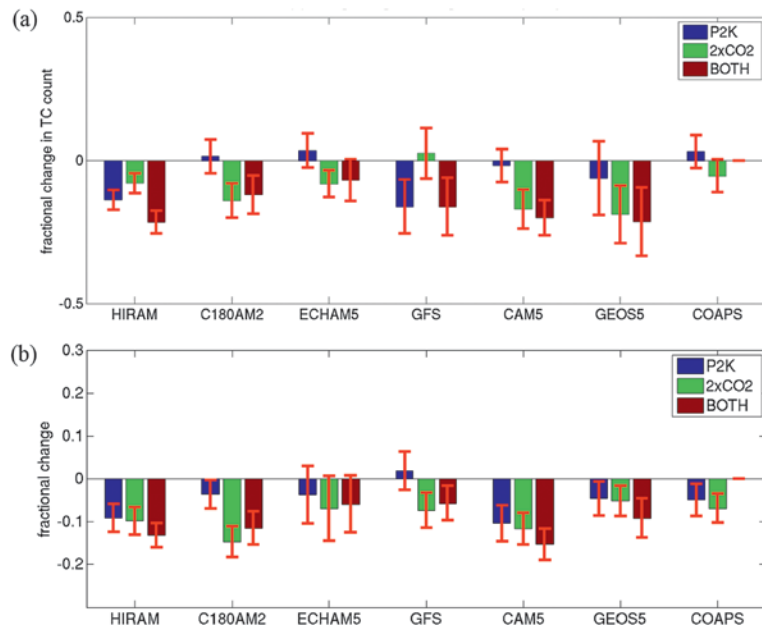 (a)
0.5
P2K
2xCO2
BOTH
fractional change in TC count
0
-0.5
HIRAM C180AM2 ECHAM5 GFS CAM5 GEOS5 COAPS
(b)
0.3
P2K
2xCO2
BOTH
0.2
0.1
fractional change
0
-0.1
-0.2
HIRAM C180AM2 ECHAM5 GFS CAM5 GEOS5 COAPS